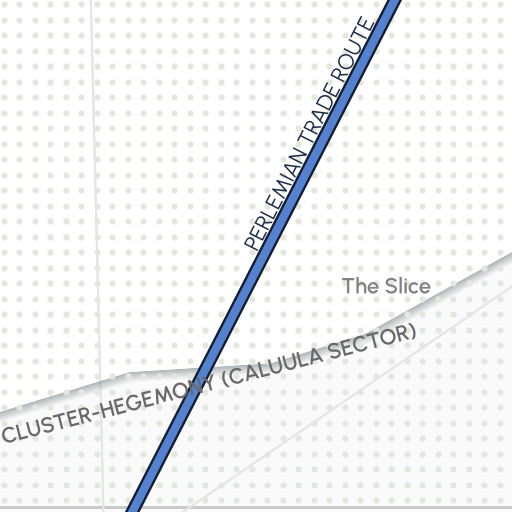 PERLEMIAN TRADE ROUTE
The Slice
CLUSTER-HEGEMONY (CALUULA SECTOR)